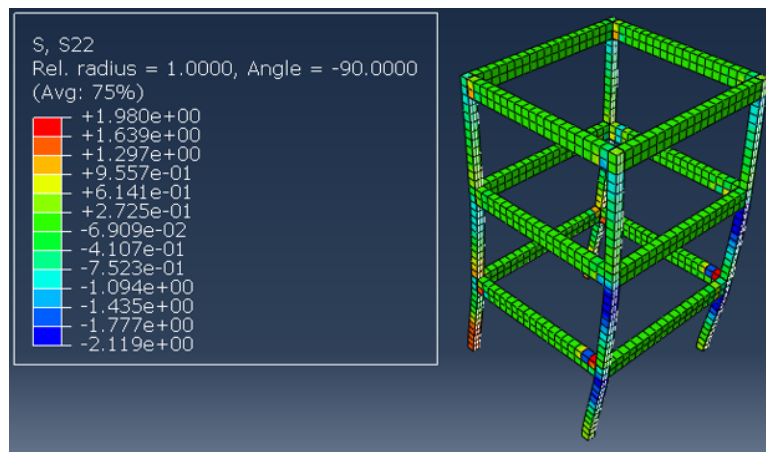 S, S22
Rel. radius = 1.0000, Angle = -90.0000
(Avg: 75%)
+1.980e+00
+1.639e+00
+1.297e+00
+9.557e-01
+6.141e-01
+2.725e-01
-6.909e-02
-4.107e-01
-7.523e-01
-1.094e+00
-1.435e+00
-1.777e+00
-2.119e+00